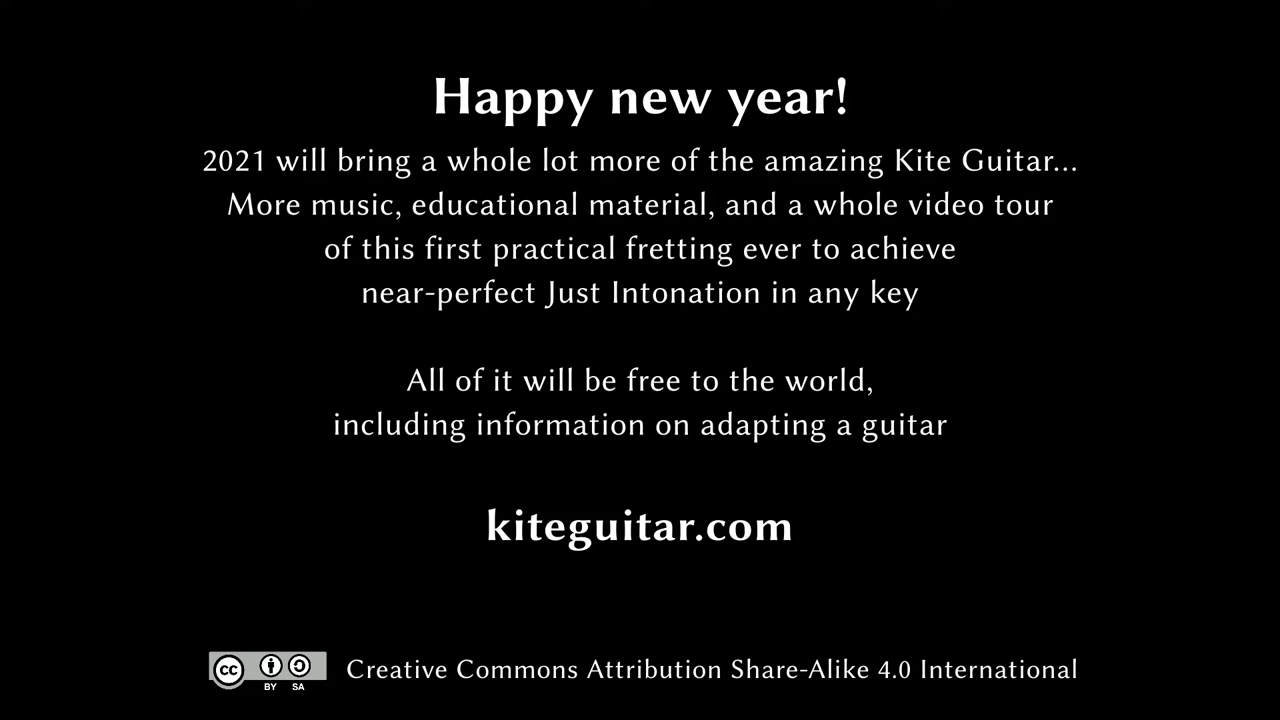 Happy new year!
2021 will bring a whole lot more of the amazing Kite Guitar...
More music, educational material, and a whole video tour
of this first practical fretting ever to achieve
near-perfect Just Intonation in any key
All of it will be free to the world,
including information on adapting a guitar
kiteguitar.com
cc BY SA Creative Commons Attribution Share-Alike 4.0 International